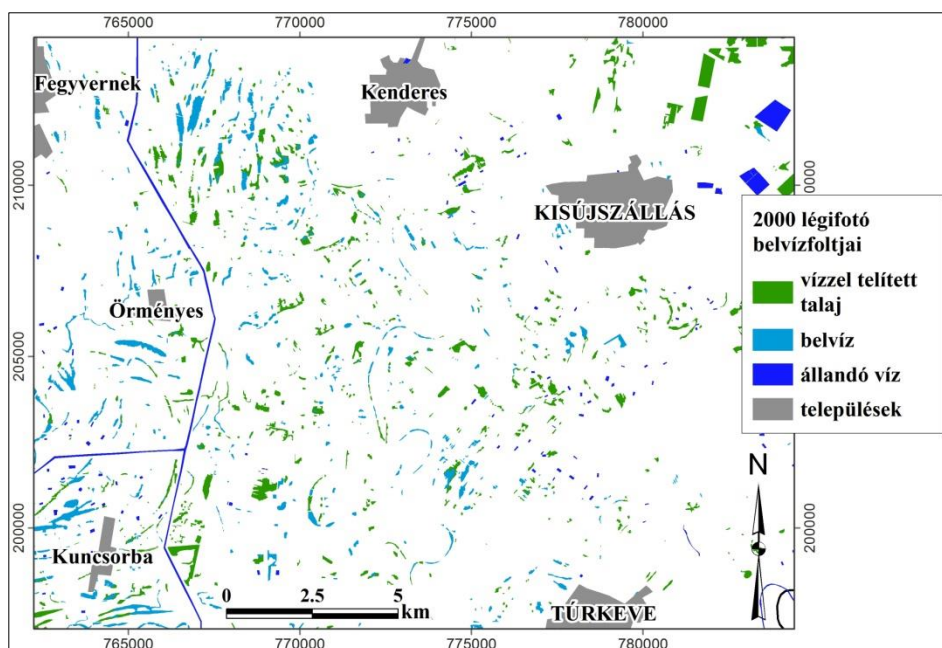 765000 770000 775000 780000
Fegyvernek
Kenderes
210000
KISÚJSZÁLLÁS
2000 légifotó
belvízfoltjai
vízzel telített
talaj
belvíz
állandó víz
települések
Örményes
205000 205000
N
200000 200000
Kuncsorba
0 2.5 5
km
TÚRKEVE
765000 770000 775000 780000